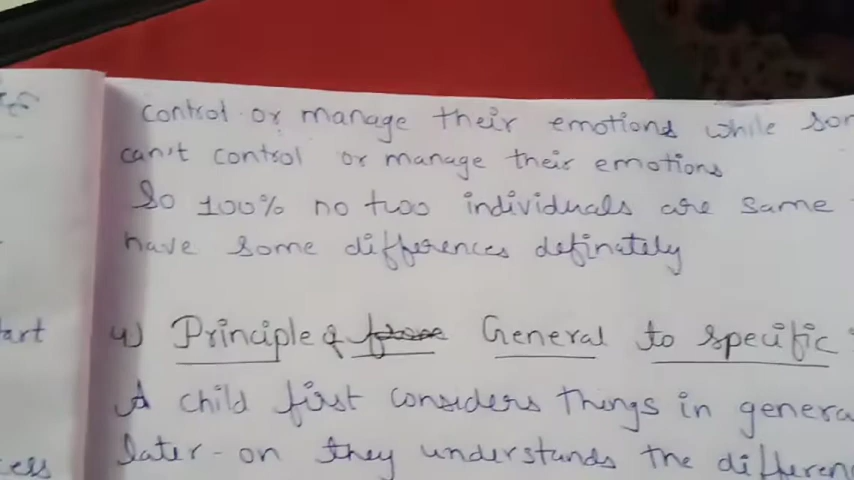 control or manage their emotions while
can't control or manage their emotions
So 100% no two individuals are same
have some differences definately
4) Principle of General to specific
A child first considers things in genera
later-on they understands the differen